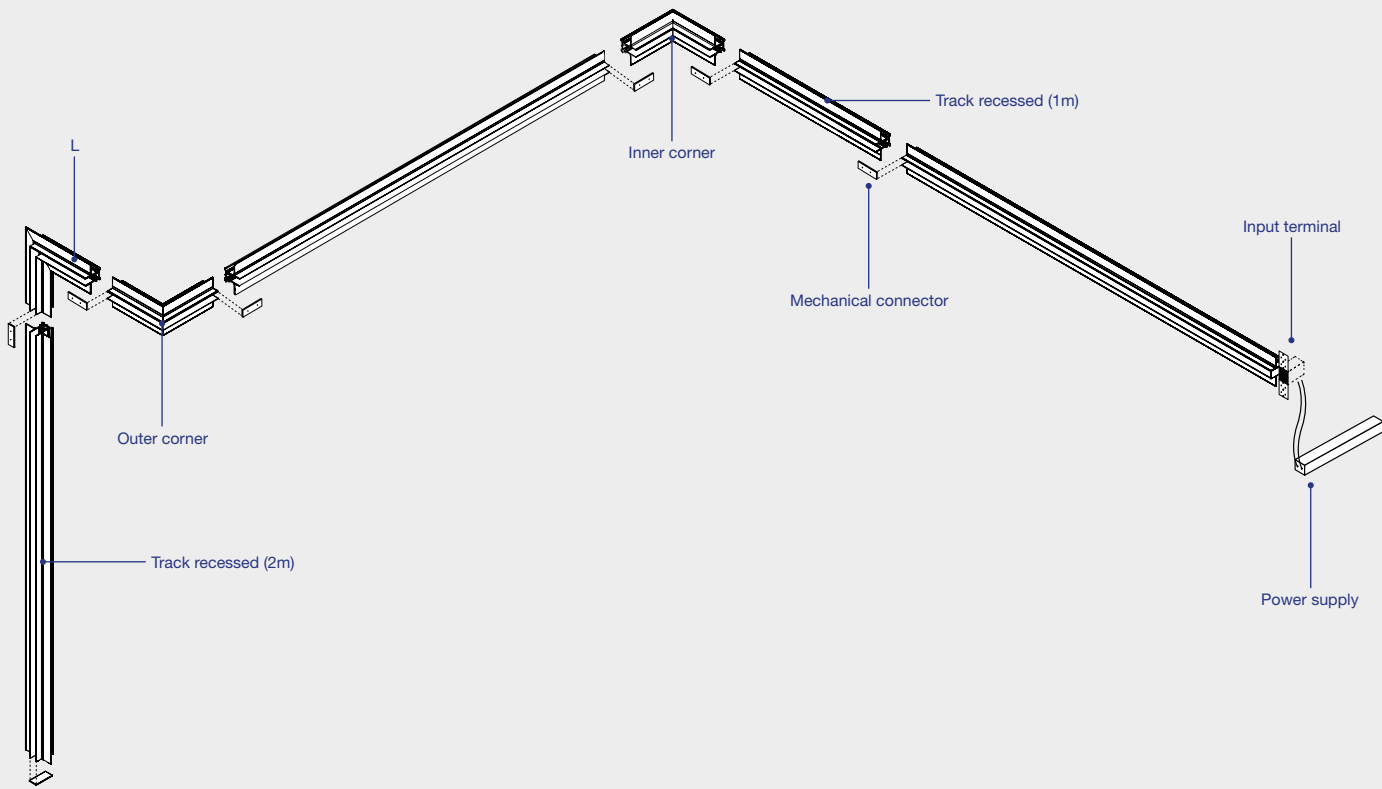 Track recessed (1m)
L
Inner corner
Input terminal
Mechanical connector
Outer corner
Track recessed (2m)
Power supply